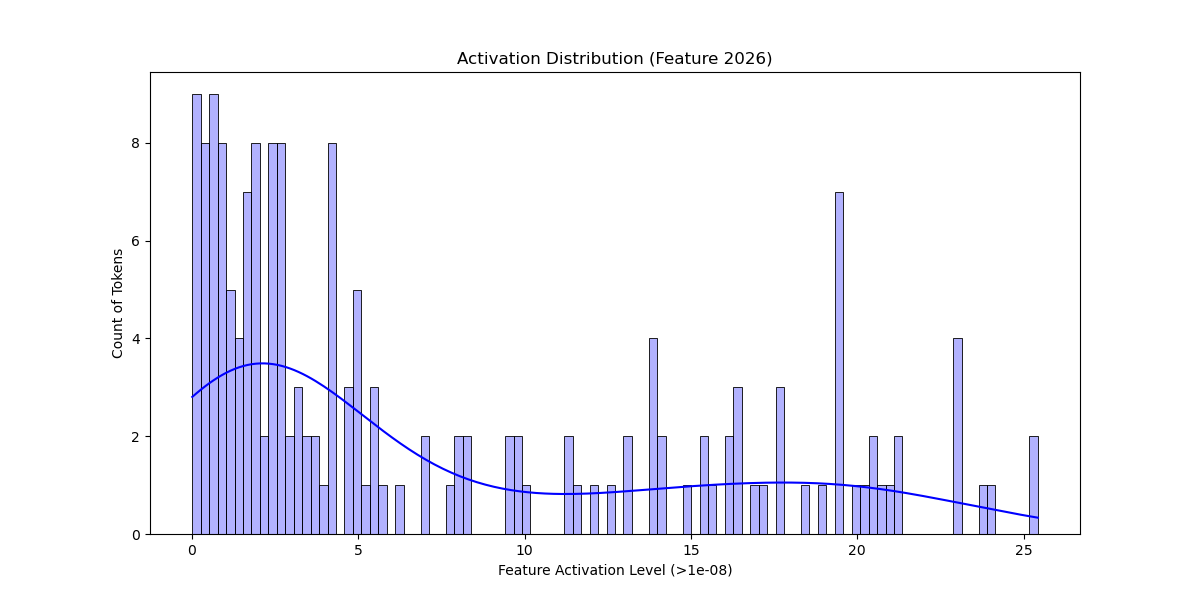 Activation Distribution (Feature 2026)
Count of Tokens
8
6
4
2
0
0 5 10 15 20 25
Feature Activation Level (>1e-08)